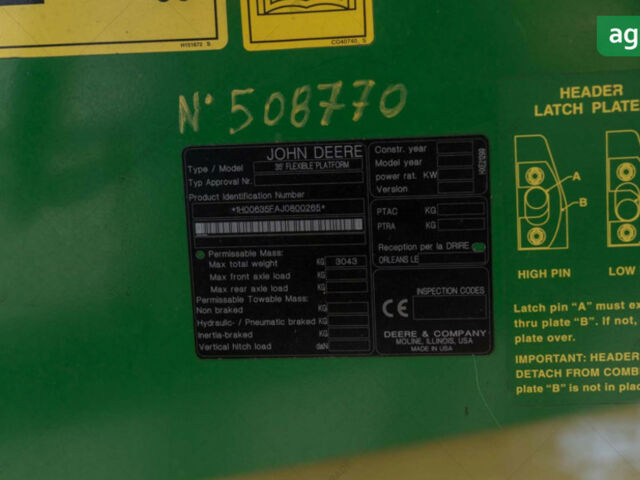 H151872 S
CO40740 S
ag
N° 508770
JOHN DEERE
Type / Model
35' FLEXIBLE PLATFORM
Typ Approval Nr.
Product Identification Number
*1H00635FAJ0800265*
Permissable Mass:
Max total weight KG 3043
Max front axle load KG
Max rear axle load KG
Permissable Towable Mass:
Non braked KG
Hydraulic- / Pneumatic braked KG
Inertia-braked KG
Vertical hitch load daN
Constr. year
Model year
power rat. KW
Version
HXE21299
PTAC KG
PTRA KG
Reception per la DRIRE
ORLEANS LE
INSPECTION CODES
CE
DEERE & COMPANY
MOLINE, ILLINOIS, USA
MADE IN USA
HEADER
LATCH PLATE
A
B
HIGH PIN
LOW
Latch pin "A" must ex
thru plate "B". If not,
plate over.
IMPORTANT: HEADER
DETACH FROM COMB
plate "B" is not in plac